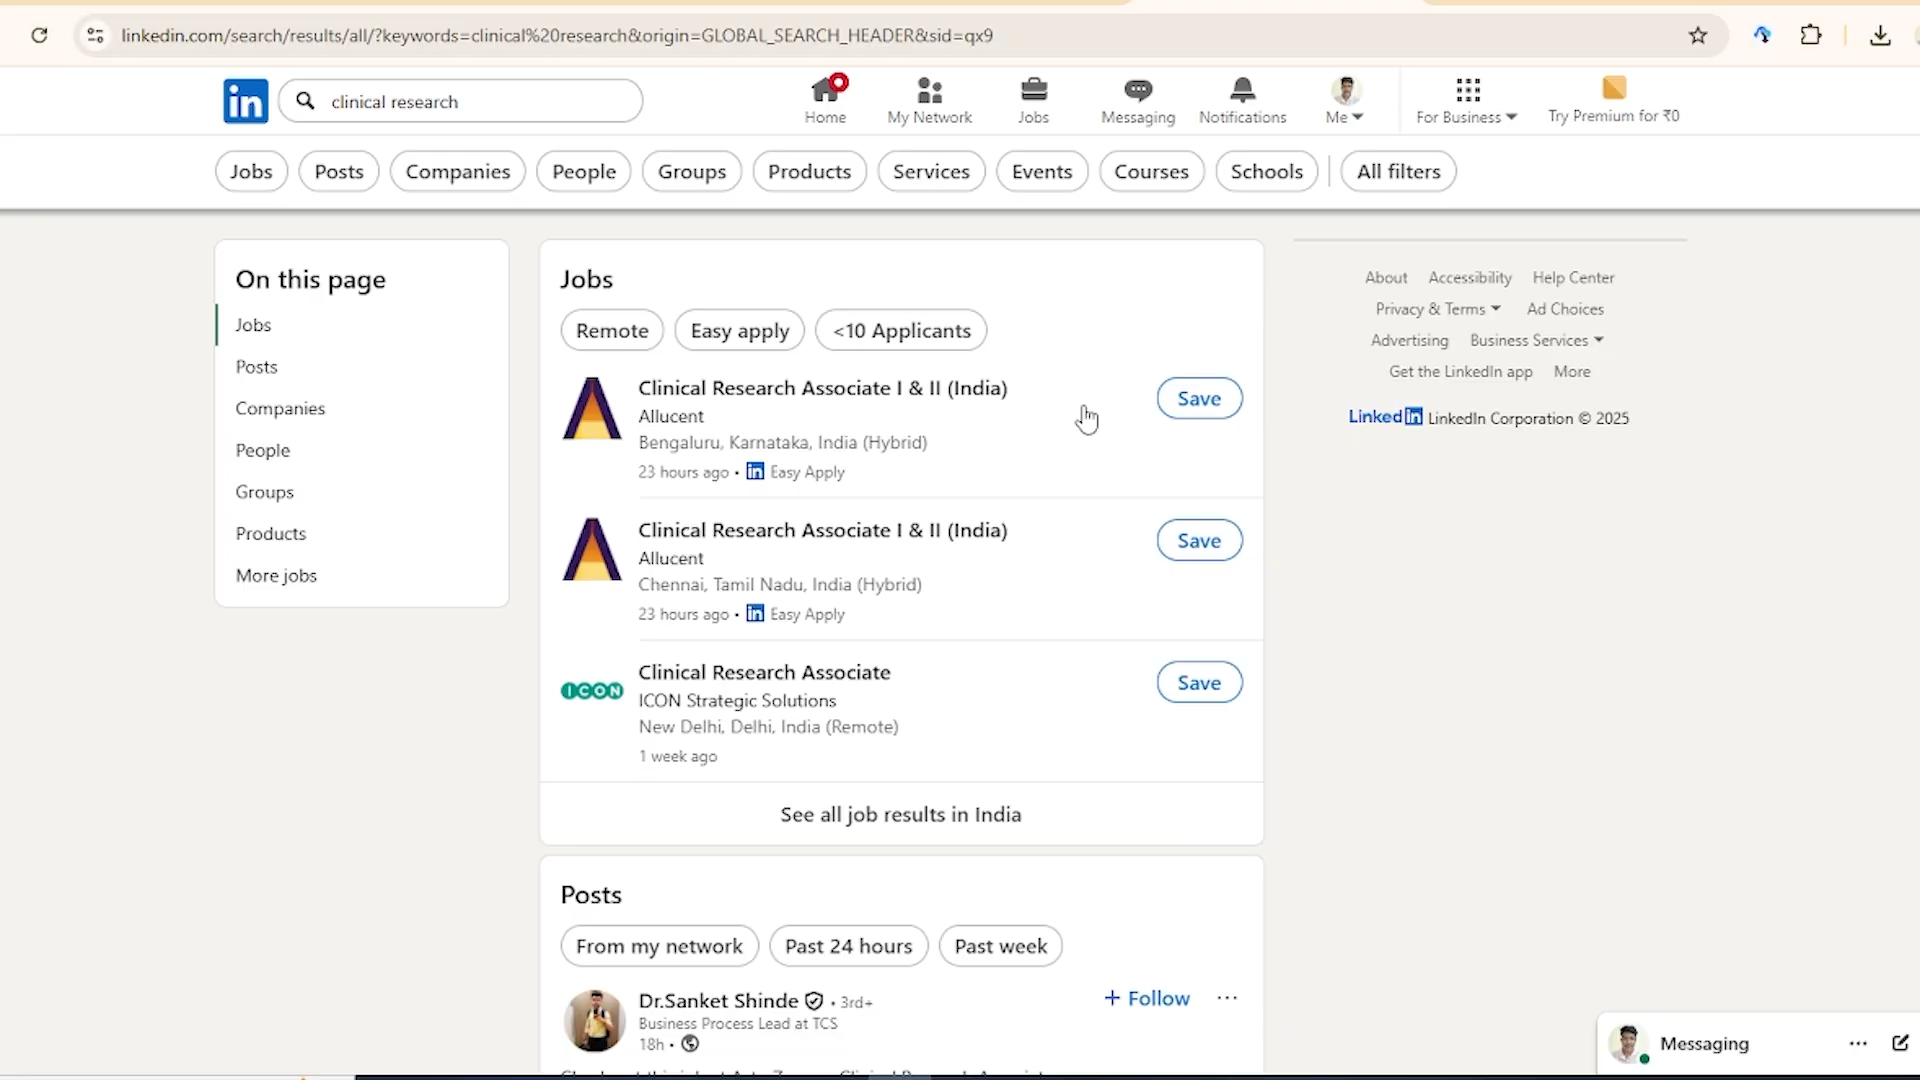 linkedin.com/search/results/all/?keywords=clinical%20research&origin=GLOBAL_SEARCH_HEADER&sid=qx9
in
clinical research
Home
My Network
Jobs
Messaging
Notifications
Me
For Business
Try Premium for ₹0
Jobs
Posts
Companies
People
Groups
Products
Services
Events
Courses
Schools
All filters
On this page
Jobs
Posts
Companies
People
Groups
Products
More jobs
Jobs
Remote
Easy apply
<10 Applicants
Clinical Research Associate I & II (India)
Allucent
Bengaluru, Karnataka, India (Hybrid)
23 hours ago • in Easy Apply
Save
Clinical Research Associate I & II (India)
Allucent
Chennai, Tamil Nadu, India (Hybrid)
23 hours ago • in Easy Apply
Save
ICON
Clinical Research Associate
ICON Strategic Solutions
New Delhi, Delhi, India (Remote)
1 week ago
Save
See all job results in India
Posts
From my network
Past 24 hours
Past week
Dr.Sanket Shinde • 3rd+
Business Process Lead at TCS
18h •
+ Follow
About Accessibility Help Center
Privacy & Terms Ad Choices
Advertising Business Services
Get the LinkedIn app More
LinkedIn LinkedIn Corporation © 2025
Messaging